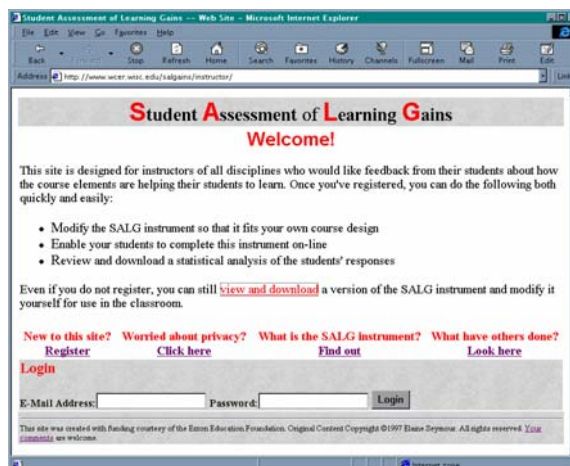 Student Assessment of Learning Gains -- Web Site - Microsoft Internet Explorer
File Edit View Go Favorites Help
Back Forward Stop Refresh Home Search Favorites History Channels Fullscreen Mail Print Edit
Address http://www.wcer.wisc.edu/salgains/instructor/
Student Assessment of Learning Gains
Welcome!
This site is designed for instructors of all disciplines who would like feedback from their students about how
the course elements are helping their students to learn. Once you've registered, you can do the following both
quickly and easily:
• Modify the SALG instrument so that it fits your own course design
• Enable your students to complete this instrument on-line
• Review and download a statistical analysis of the students' responses
Even if you do not register, you can still view and download a version of the SALG instrument and modify it
yourself for use in the classroom.
New to this site? Worried about privacy? What is the SALG instrument? What have others done?
Register Click here Find out Look here
Login
E-Mail Address: Password: Login
This site was created with funding courtesy of the Exxon Education Foundation. Original Content Copyright ©1997 Elaine Seymour. All rights reserved. Your
comments are welcome.
Internet zone